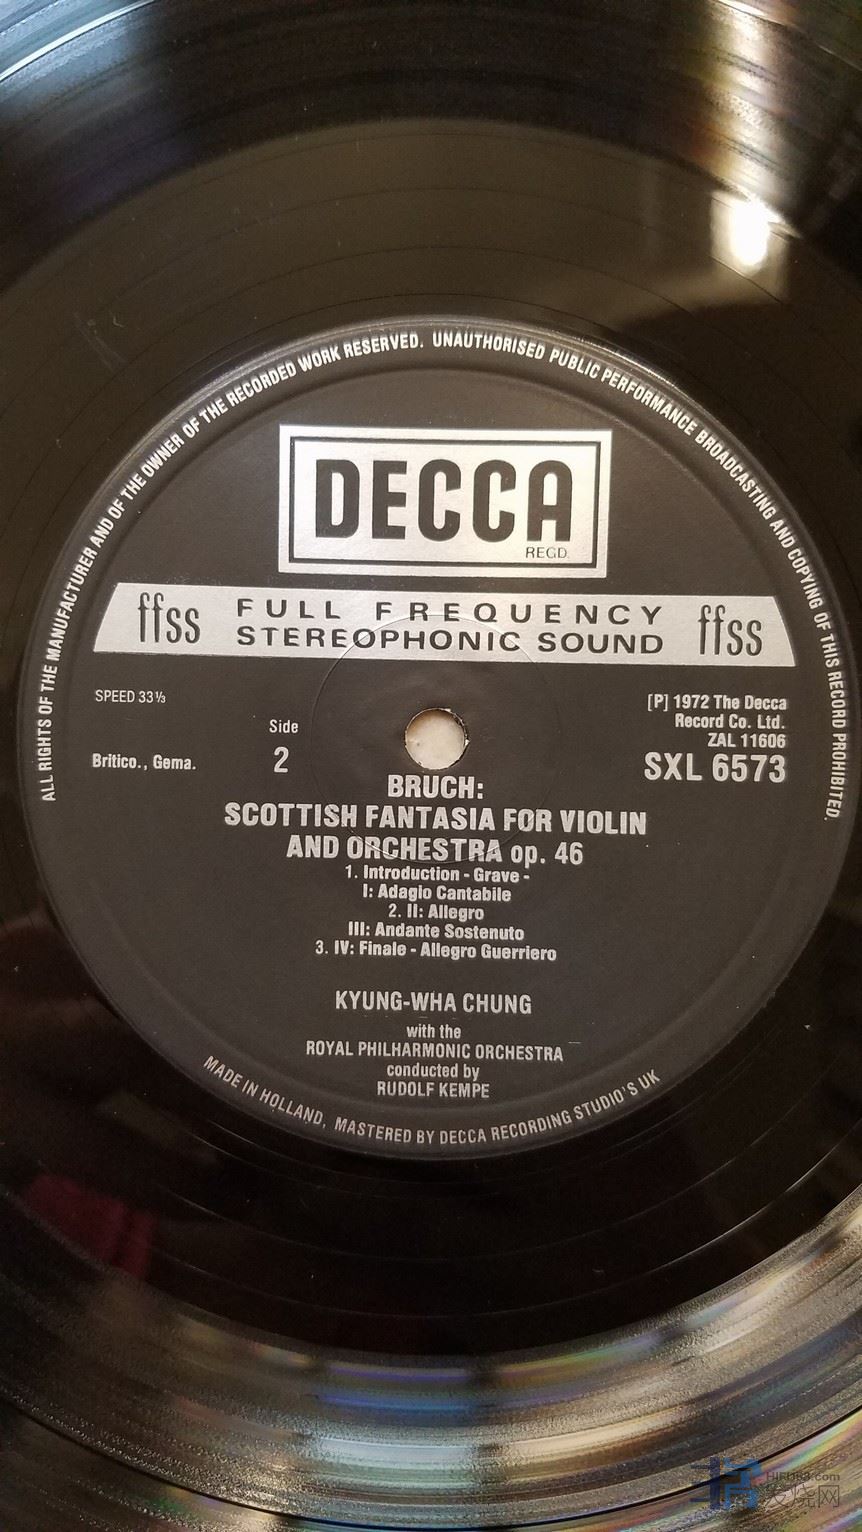 ALL RIGHTS OF THE MANUFACTURER AND OF THE OWNER OF THE RECORDED WORK RESERVED. UNAUTHORISED PUBLIC PERFORMANCE BROADCASTING AND COPYING OF THIS RECORD PROHIBITED.
DECCA
REGD.
ffss FULL FREQUENCY STEREOPHONIC SOUND ffss
SPEED 33⅓
[P] 1972 The Decca
Record Co. Ltd.
ZAL 11606
SXL 6573
Side
2
Britico., Gema.
BRUCH:
SCOTTISH FANTASIA FOR VIOLIN
AND ORCHESTRA op. 46
1. Introduction - Grave -
I: Adagio Cantabile
2. II: Allegro
III: Andante Sostenuto
3. IV: Finale - Allegro Guerriero
KYUNG-WHA CHUNG
with the
ROYAL PHILHARMONIC ORCHESTRA
conducted by
RUDOLF KEMPE
MADE IN HOLLAND, MASTERED BY DECCA RECORDING STUDIO'S UK
HIFI168.com
发烧网